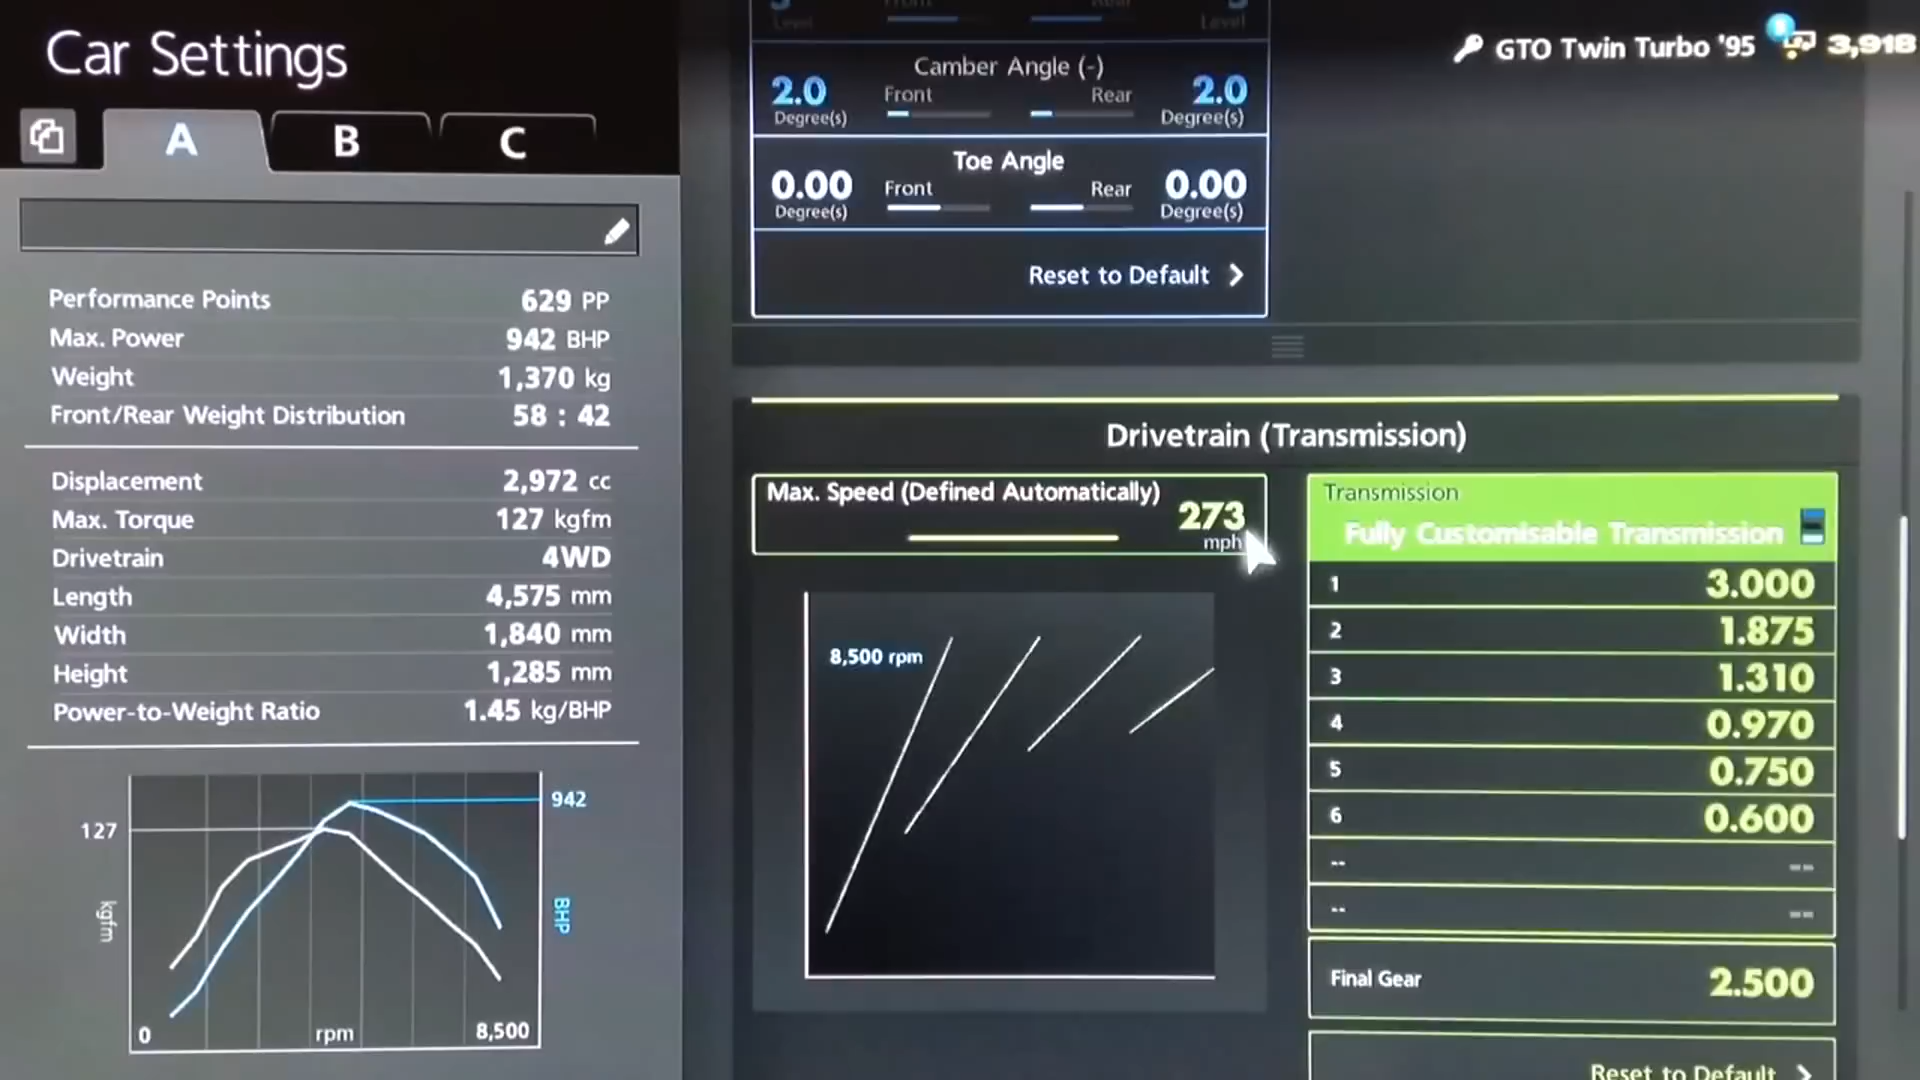 Car Settings
A
B
C
GTO Twin Turbo '95
3,918
Performance Points 629 PP
Max. Power 942 BHP
Weight 1,370 kg
Front/Rear Weight Distribution 58 : 42
Displacement 2,972 cc
Max. Torque 127 kgfm
Drivetrain 4WD
Length 4,575 mm
Width 1,840 mm
Height 1,285 mm
Power-to-Weight Ratio 1.45 kg/BHP
942
127
kgfm
BHP
0 rpm 8,500
Front Rear
Level Level
Camber Angle (-)
2.0 Front Rear 2.0
Degree(s) Degree(s)
Toe Angle
0.00 Front Rear 0.00
Degree(s) Degree(s)
Reset to Default
Drivetrain (Transmission)
Max. Speed (Defined Automatically)
273
mph
8,500 rpm
Transmission
Fully Customisable Transmission
1 3.000
2 1.875
3 1.310
4 0.970
5 0.750
6 0.600
-- --
-- --
Final Gear 2.500
Reset to Default